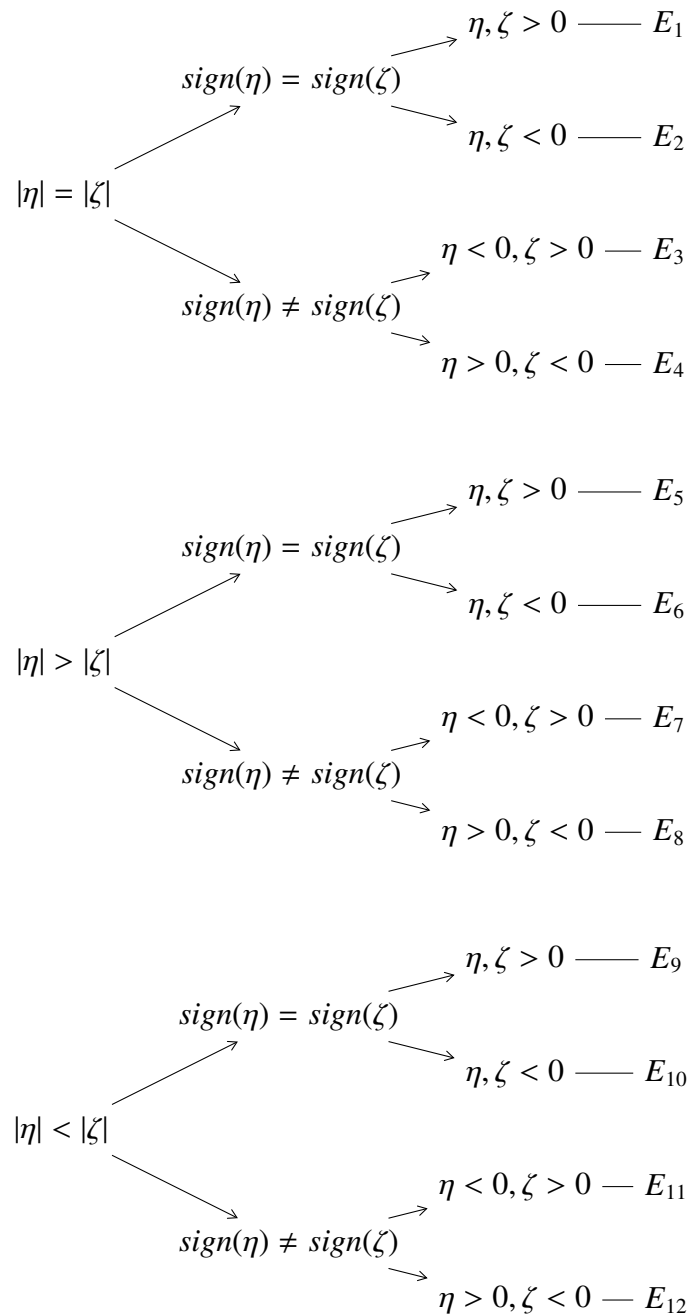 η, ζ > 0 — E₁
sign(η) = sign(ζ)
η, ζ < 0 — E₂
|η| = |ζ|
η < 0, ζ > 0 — E₃
sign(η) ≠ sign(ζ)
η > 0, ζ < 0 — E₄
η, ζ > 0 — E₅
sign(η) = sign(ζ)
η, ζ < 0 — E₆
|η| > |ζ|
η < 0, ζ > 0 — E₇
sign(η) ≠ sign(ζ)
η > 0, ζ < 0 — E₈
η, ζ > 0 — E₉
sign(η) = sign(ζ)
η, ζ < 0 — E₁₀
|η| < |ζ|
η < 0, ζ > 0 — E₁₁
sign(η) ≠ sign(ζ)
η > 0, ζ < 0 — E₁₂